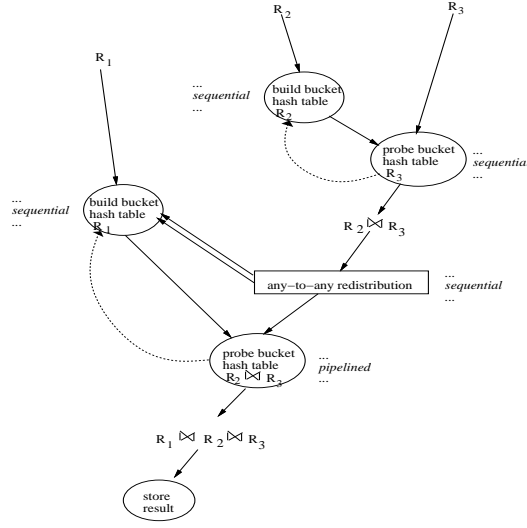 R2
R3
R1
...
sequential
...
build bucket
hash table
R2
probe bucket
hash table
R3
...
sequential
...
...
sequential
...
build bucket
hash table
R1
R2 ⋈ R3
any−to−any redistribution
...
sequential
...
probe bucket
hash table
R2 ⋈ R3
...
pipelined
...
R1 ⋈ R2 ⋈ R3
store
result